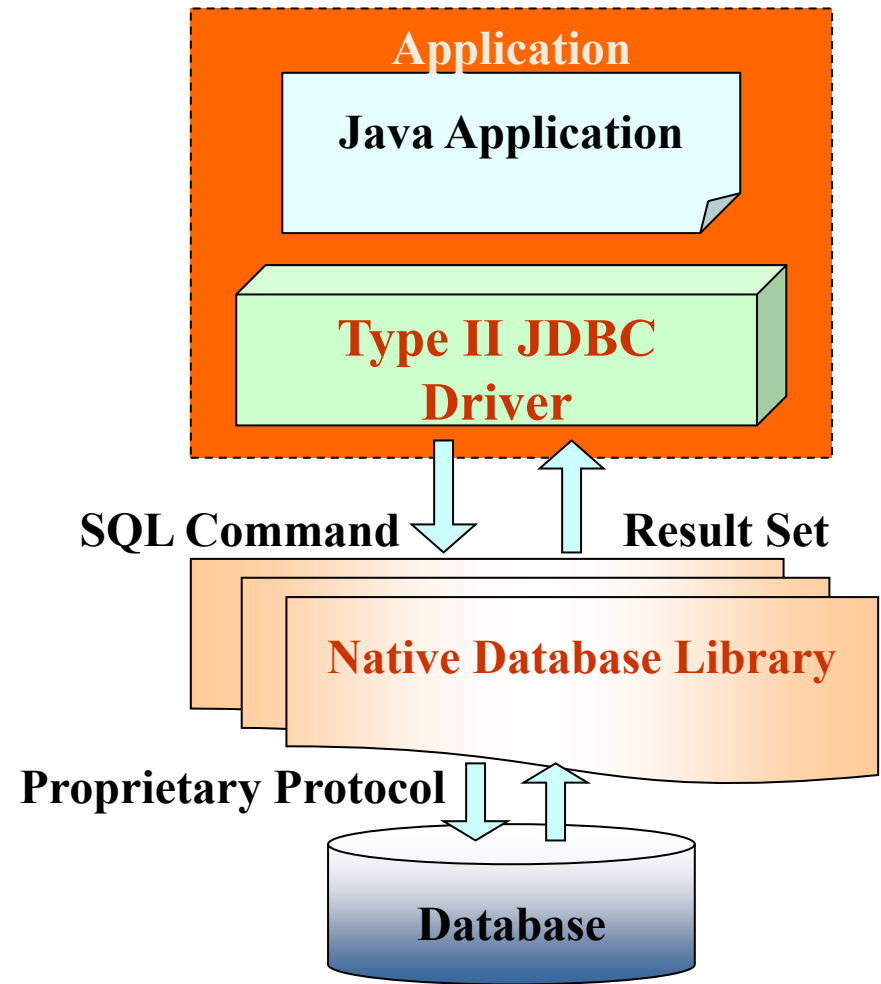 Application
Java Application
Type II JDBC
Driver
SQL Command
Result Set
Native Database Library
Proprietary Protocol
Database